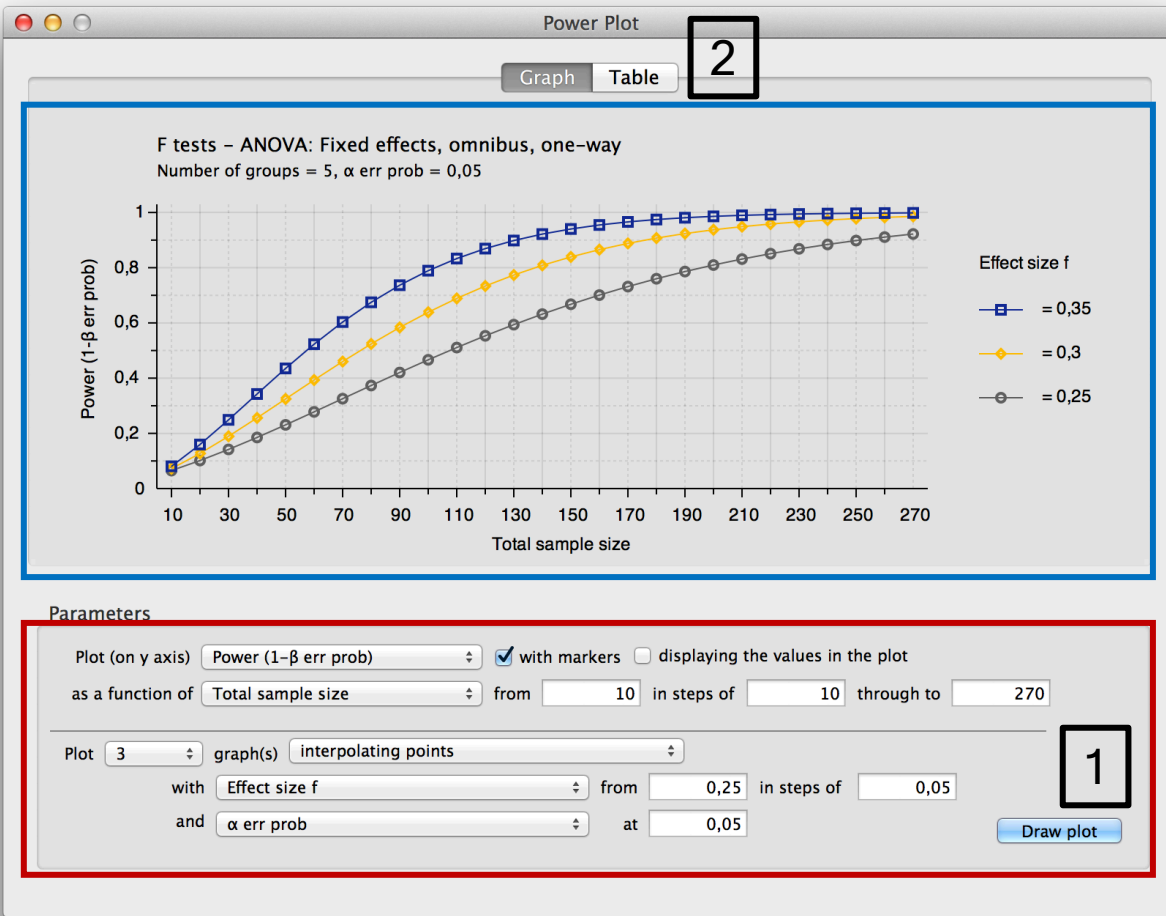 Power Plot
Graph Table
2
F tests – ANOVA: Fixed effects, omnibus, one-way
Number of groups = 5, α err prob = 0,05
1
0,8
0,6
0,4
0,2
0
Power (1-β err prob)
10 30 50 70 90 110 130 150 170 190 210 230 250 270
Total sample size
Effect size f
= 0,35
= 0,3
= 0,25
Parameters
Plot (on y axis) Power (1–β err prob) with markers displaying the values in the plot
as a function of Total sample size from 10 in steps of 10 through to 270
Plot 3 graph(s) interpolating points
with Effect size f from 0,25 in steps of 0,05
and α err prob at 0,05
1
Draw plot